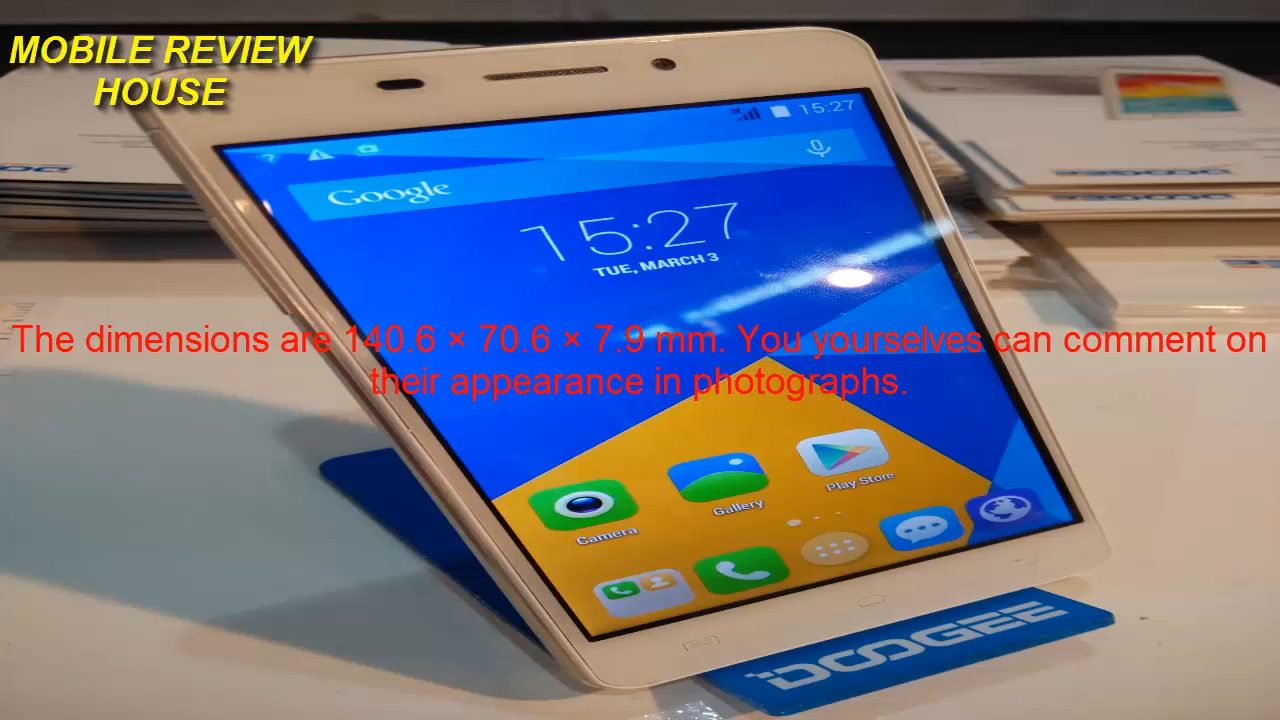 MOBILE REVIEW
HOUSE
15:27
Google
15:27
TUE, MARCH 3
The dimensions are 140.6 × 70.6 × 7.9 mm. You yourselves can comment on
their appearance in photographs.
Play Store
Gallery
Camera
DOOGEE